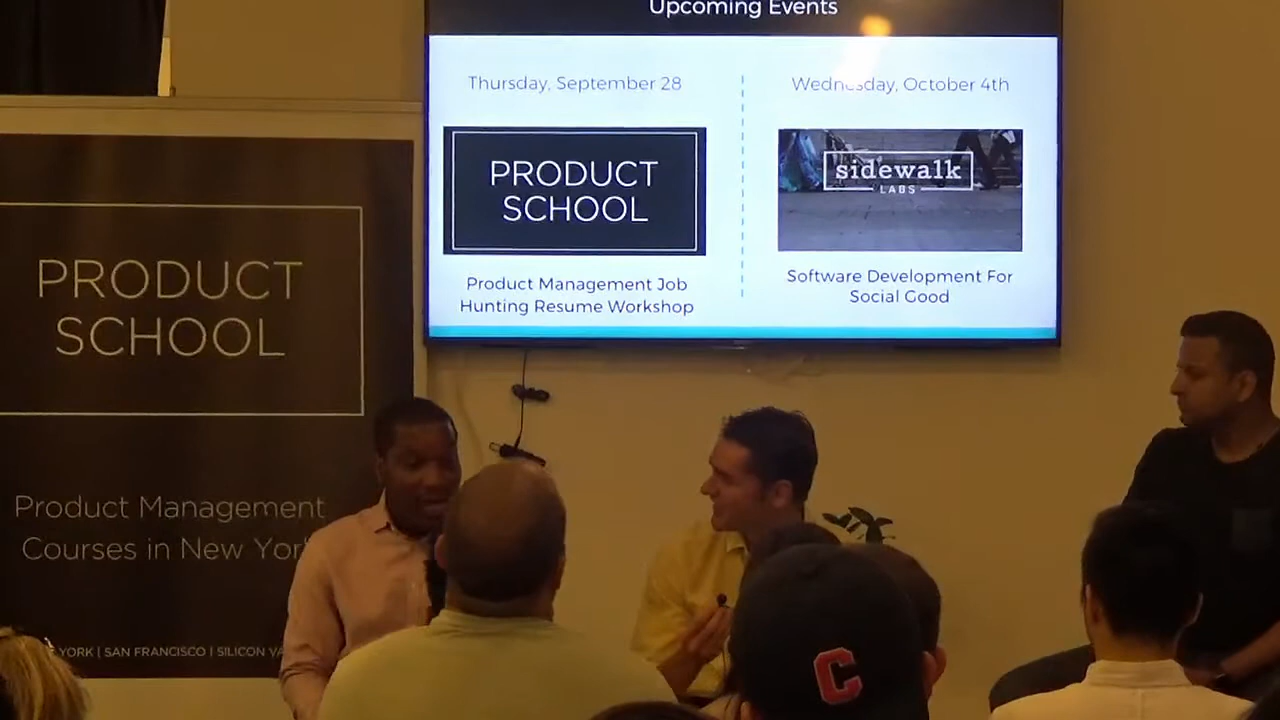 Upcoming Events
Thursday, September 28
PRODUCT
SCHOOL
Product Management Job
Hunting Resume Workshop
Wednesday, October 4th
sidewalk
LABS
Software Development For
Social Good
PRODUCT
SCHOOL
Product Management
Courses in New York
YORK | SAN FRANCISCO | SILICON
C